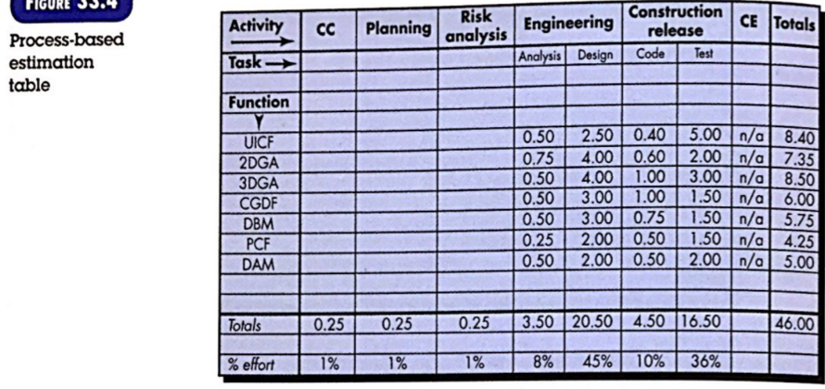 FIGURE 33.4
Process-based
estimation
table
Activity CC Planning Risk analysis Engineering Construction release CE Totals
Task Analysis Design Code Test
Function
UICF 0.50 2.50 0.40 5.00 n/a 8.40
2DGA 0.75 4.00 0.60 2.00 n/a 7.35
3DGA 0.50 4.00 1.00 3.00 n/a 8.50
CGDF 0.50 3.00 1.00 1.50 n/a 6.00
DBM 0.50 3.00 0.75 1.50 n/a 5.75
PCF 0.25 2.00 0.50 1.50 n/a 4.25
DAM 0.50 2.00 0.50 2.00 n/a 5.00
Totals 0.25 0.25 0.25 3.50 20.50 4.50 16.50 46.00
% effort 1% 1% 1% 8% 45% 10% 36%